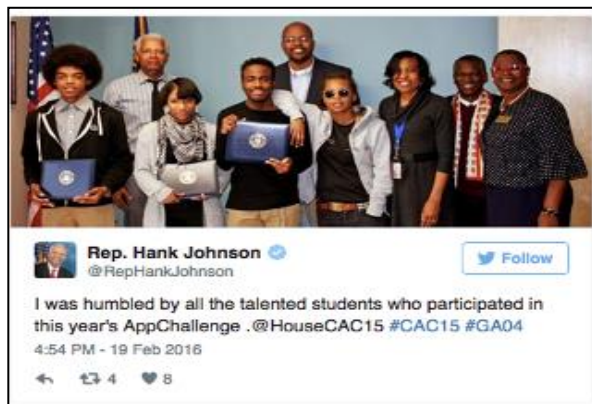 Rep. Hank Johnson
@RepHankJohnson
Follow
I was humbled by all the talented students who participated in
this year's AppChallenge .@HouseCAC15 #CAC15 #GA04
4:54 PM - 19 Feb 2016
4 8